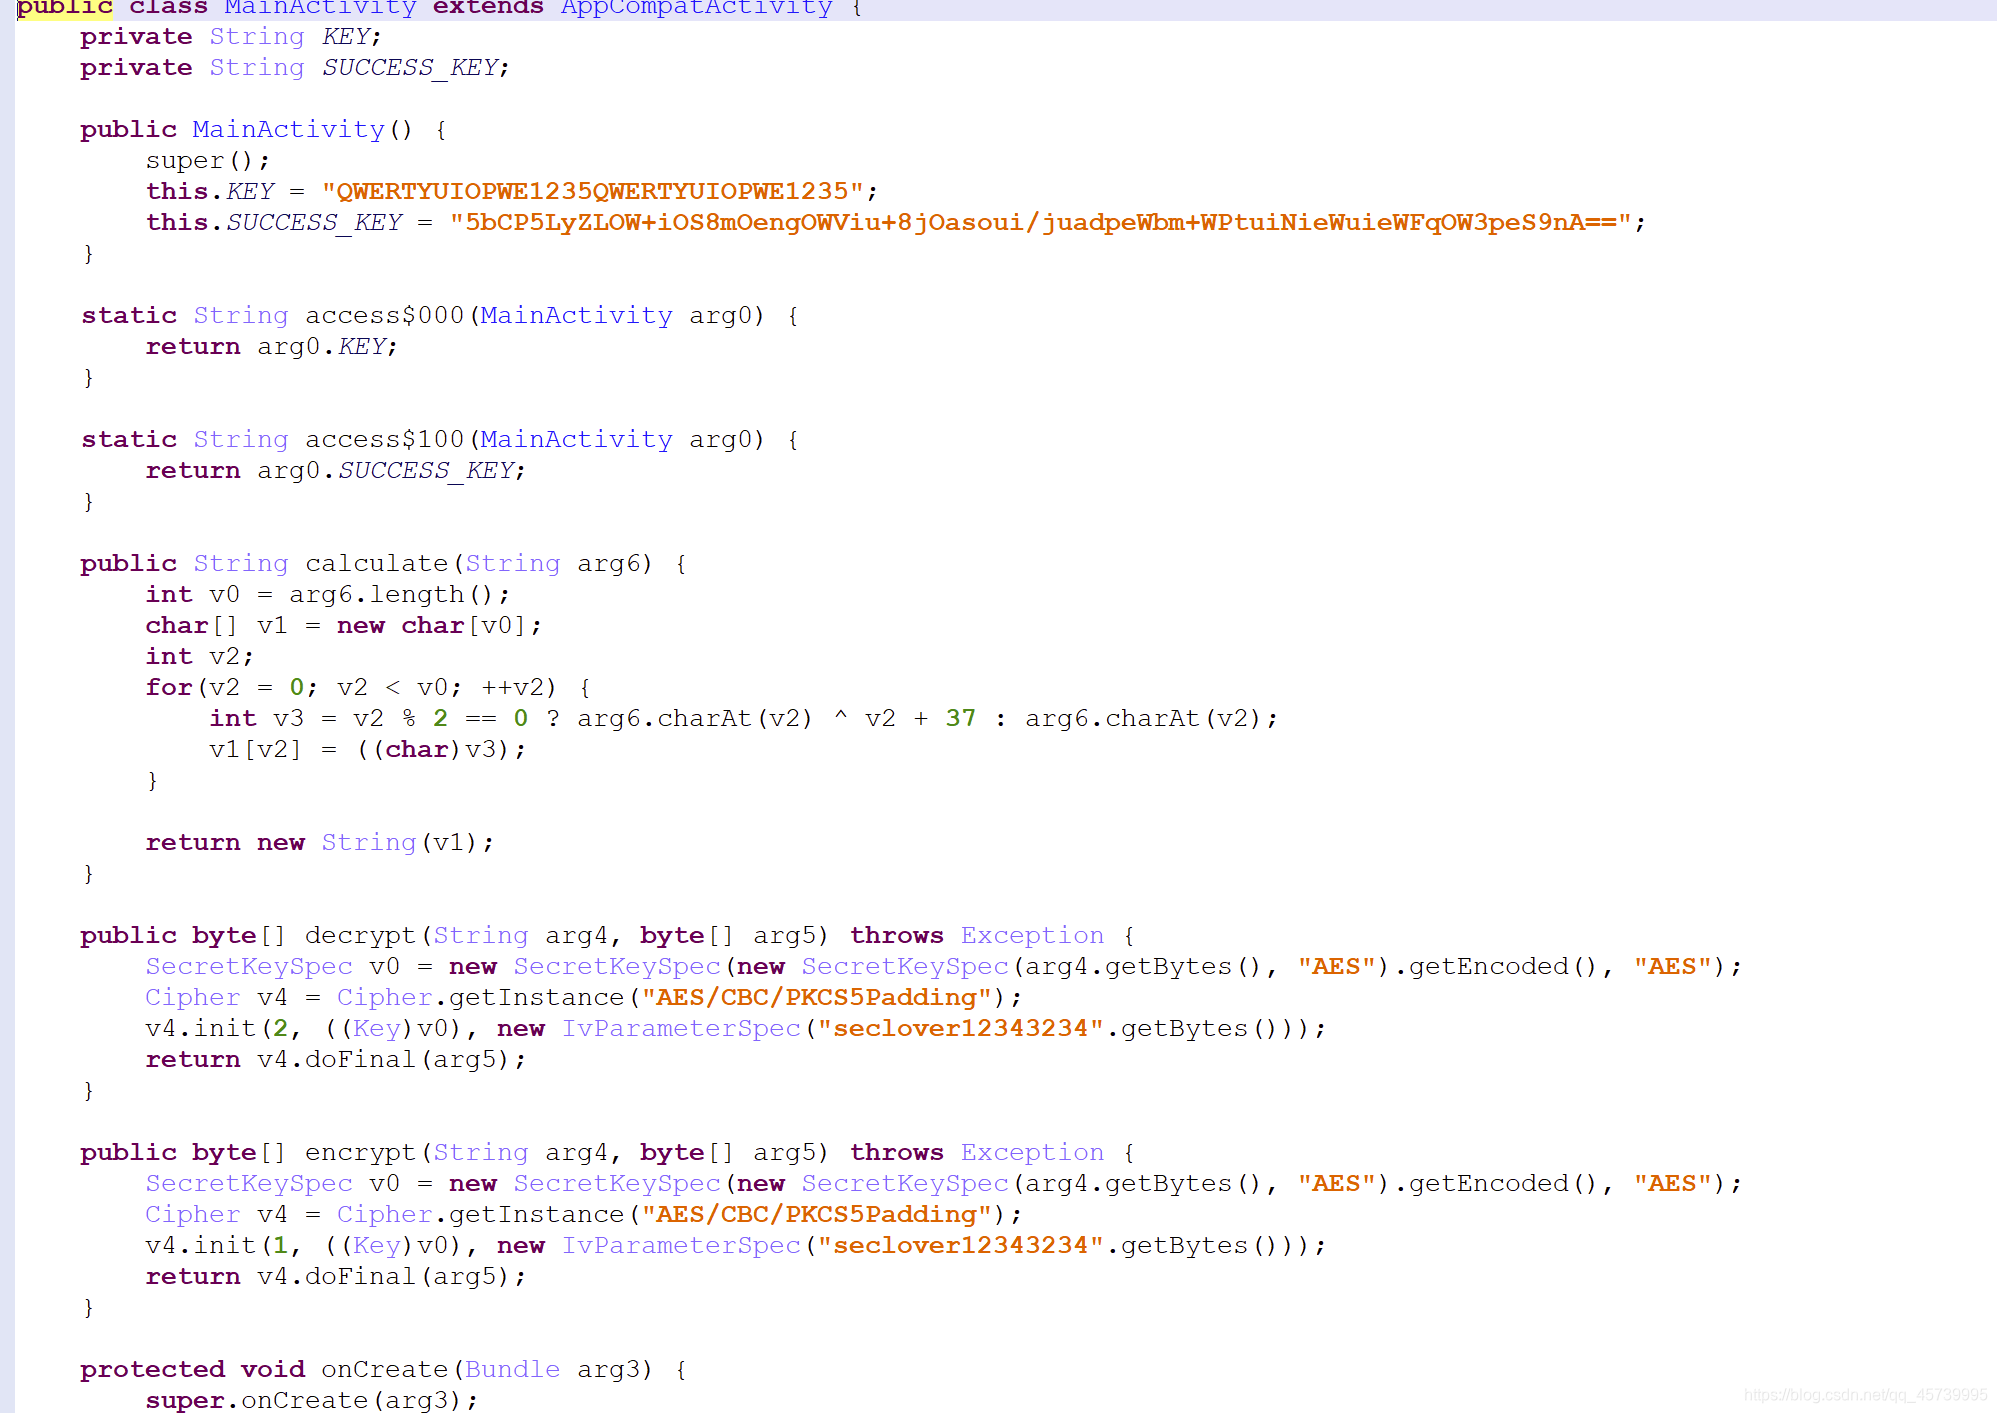 public class MainActivity extends AppCompatActivity {
    private String KEY;
    private String SUCCESS_KEY;

    public MainActivity() {
        super();
        this.KEY = "QWERTYUIOPWE1235QWERTYUIOPWE1235";
        this.SUCCESS_KEY = "5bCP5LyZLOW+iOS8mOengOWViu+8jOasoui/juadpeWbm+WPtuiNieWuieWFqOW3peS9nA==";
    }

    static String access$000(MainActivity arg0) {
        return arg0.KEY;
    }

    static String access$100(MainActivity arg0) {
        return arg0.SUCCESS_KEY;
    }

    public String calculate(String arg6) {
        int v0 = arg6.length();
        char[] v1 = new char[v0];
        int v2;
        for(v2 = 0; v2 < v0; ++v2) {
            int v3 = v2 % 2 == 0 ? arg6.charAt(v2) ^ v2 + 37 : arg6.charAt(v2);
            v1[v2] = ((char)v3);
        }

        return new String(v1);
    }

    public byte[] decrypt(String arg4, byte[] arg5) throws Exception {
        SecretKeySpec v0 = new SecretKeySpec(new SecretKeySpec(arg4.getBytes(), "AES").getEncoded(), "AES");
        Cipher v4 = Cipher.getInstance("AES/CBC/PKCS5Padding");
        v4.init(2, ((Key)v0), new IvParameterSpec("seclover12343234".getBytes()));
        return v4.doFinal(arg5);
    }

    public byte[] encrypt(String arg4, byte[] arg5) throws Exception {
        SecretKeySpec v0 = new SecretKeySpec(new SecretKeySpec(arg4.getBytes(), "AES").getEncoded(), "AES");
        Cipher v4 = Cipher.getInstance("AES/CBC/PKCS5Padding");
        v4.init(1, ((Key)v0), new IvParameterSpec("seclover12343234".getBytes()));
        return v4.doFinal(arg5);
    }

    protected void onCreate(Bundle arg3) {
        super.onCreate(arg3);
https://blog.csdn.net/qq_45739995